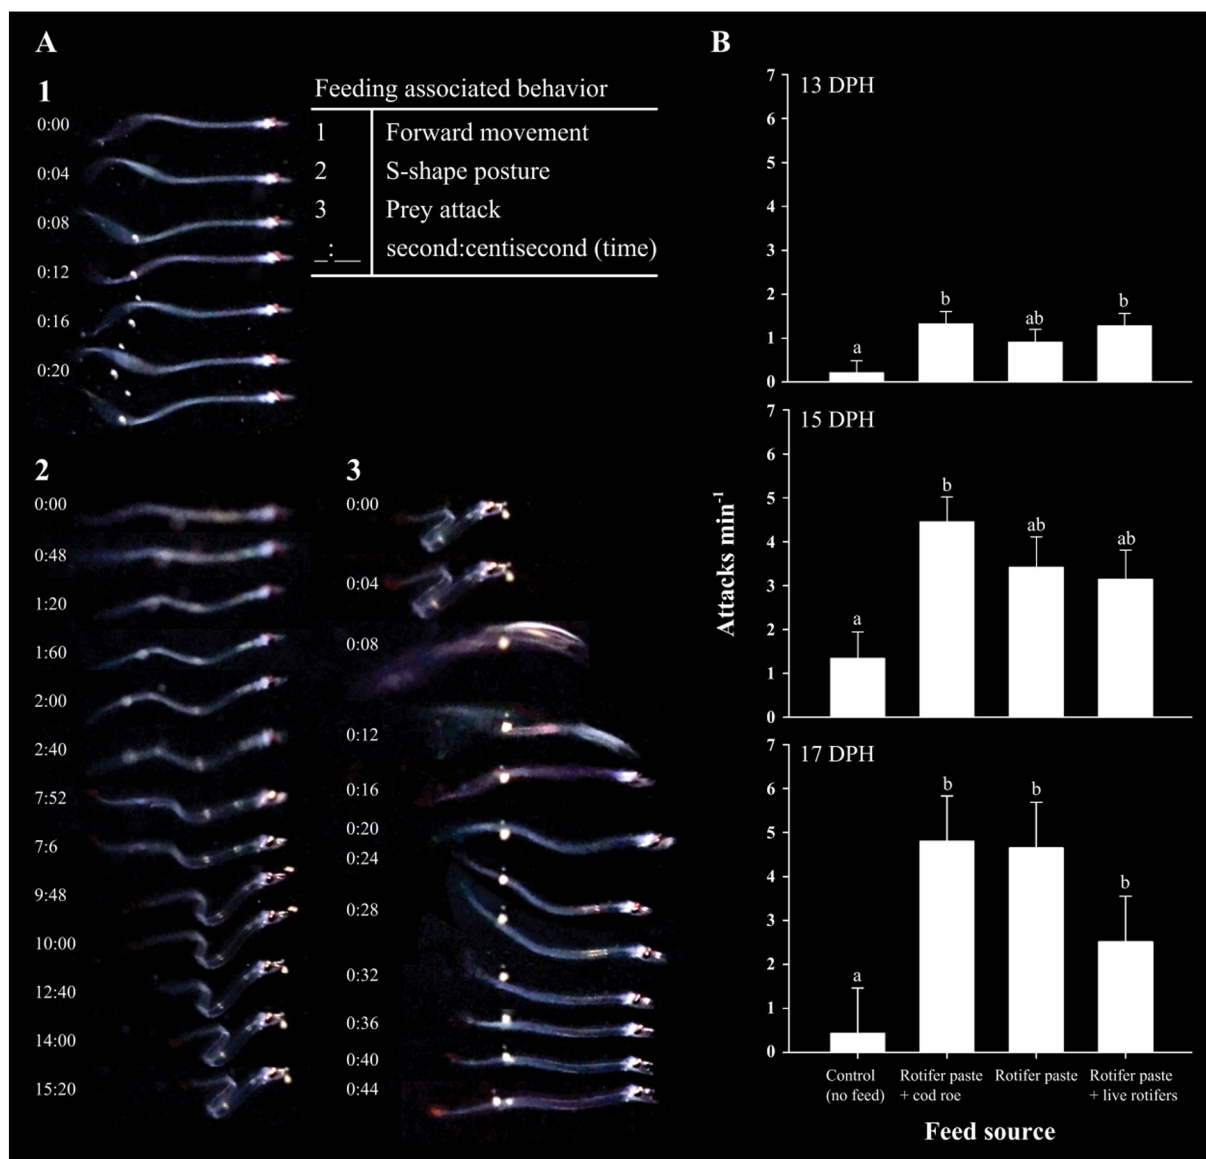 A
1
0:00
0:04
0:08
0:12
0:16
0:20
Feeding associated behavior
1 Forward movement
2 S-shape posture
3 Prey attack
_:__ second:centisecond (time)
2
0:00
0:48
1:20
1:60
2:00
2:40
7:52
7:6
9:48
10:00
12:40
14:00
15:20
3
0:00
0:04
0:08
0:12
0:16
0:20
0:24
0:28
0:32
0:36
0:40
0:44
B
Attacks min⁻¹
13 DPH
7
6
5
4
3
2
1
0
a b ab b
15 DPH
7
6
5
4
3
2
1
0
a b ab ab
17 DPH
7
6
5
4
3
2
1
0
a b b b
Control
(no feed)
Rotifer paste
+ cod roe
Rotifer paste
Rotifer paste
+ live rotifers
Feed source